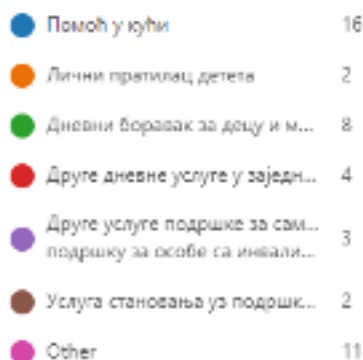 Помоћ у кући 16
Лични пратилац детета 2
Дневни боравак за децу и м... 8
Друге дневне услуге у заједн... 4
Друге услуге подршке за сам...
подршку за особе са инвали... 3
Услуга становања уз подршк... 2
Other 11